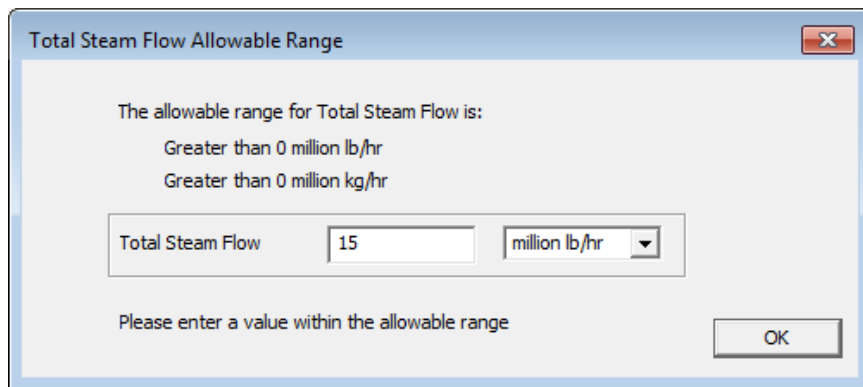 Total Steam Flow Allowable Range
The allowable range for Total Steam Flow is:
Greater than 0 million lb/hr
Greater than 0 million kg/hr
Total Steam Flow 15 million lb/hr
Please enter a value within the allowable range
OK